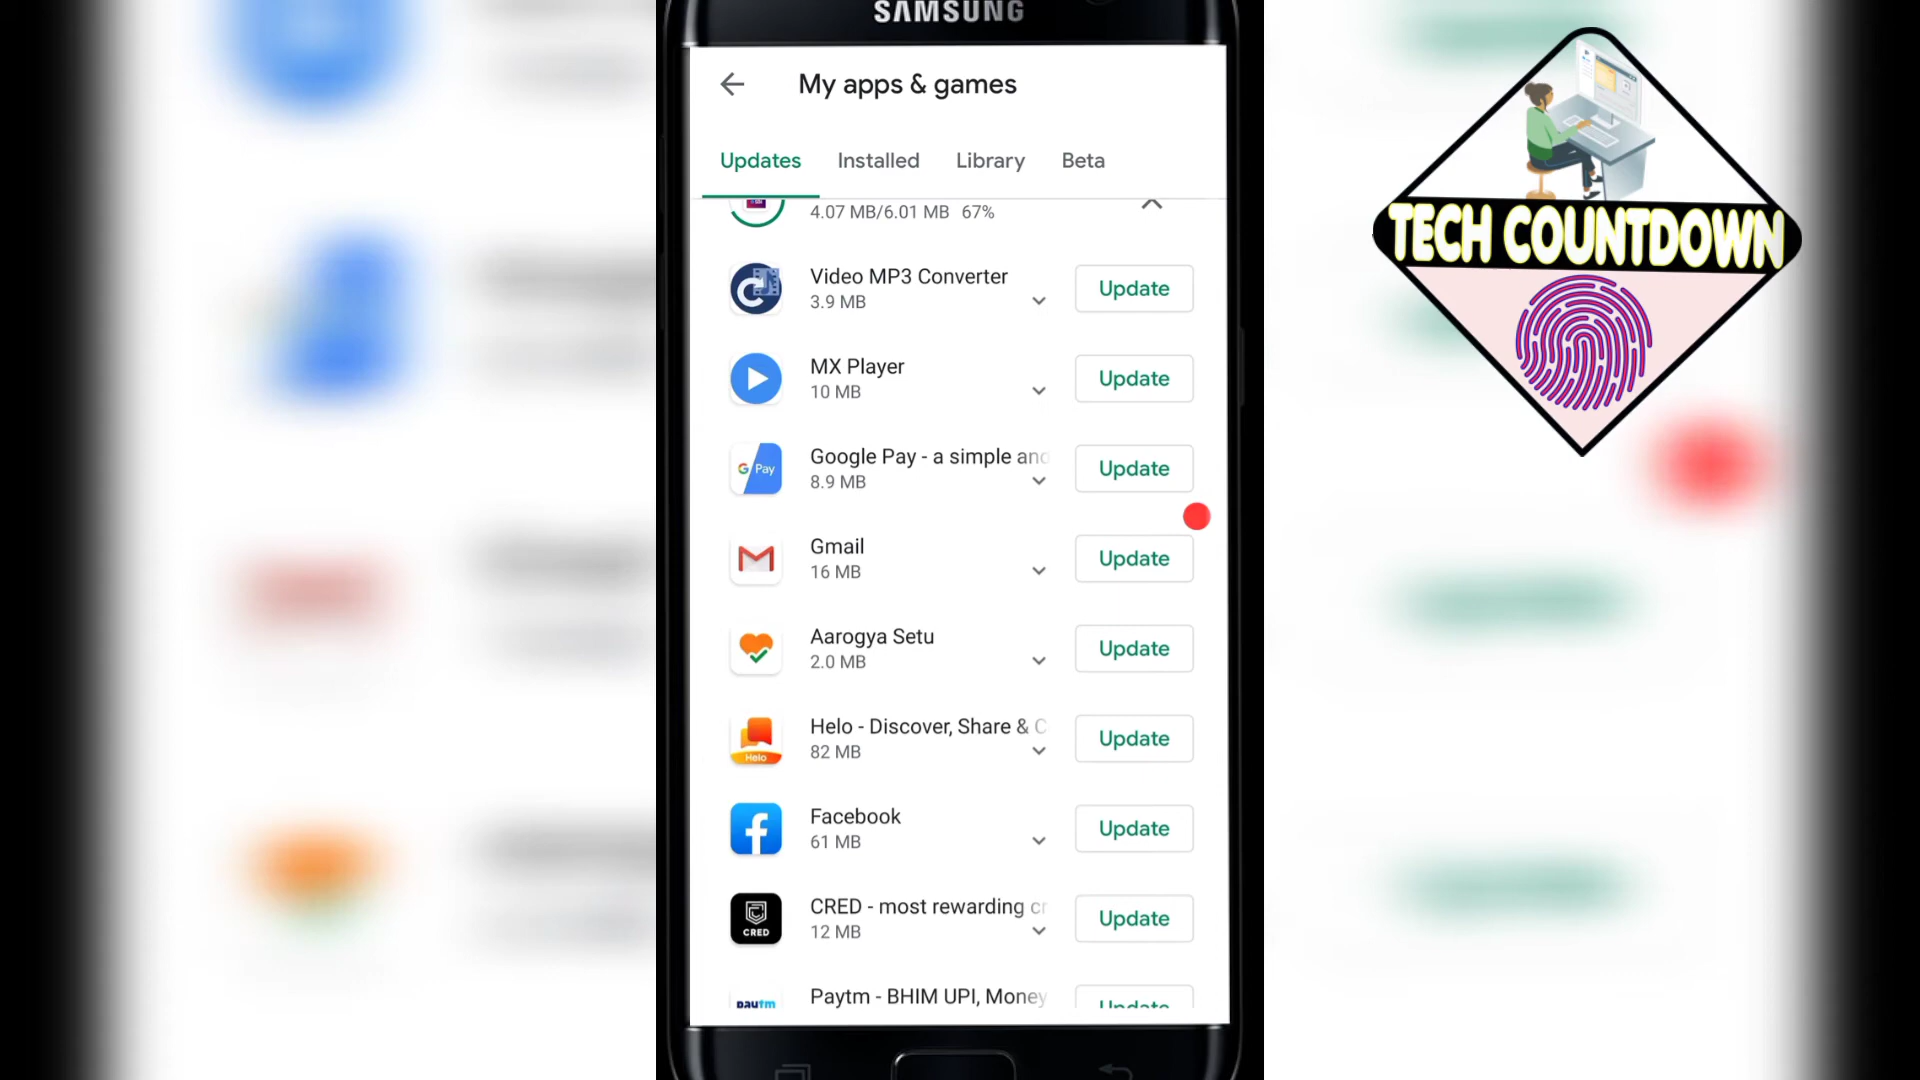 SAMSUNG
My apps & games
Updates Installed Library Beta
4.07 MB/6.01 MB 67%
Video MP3 Converter
3.9 MB
Update
MX Player
10 MB
Update
G Pay
Google Pay - a simple and
8.9 MB
Update
Gmail
16 MB
Update
Aarogya Setu
2.0 MB
Update
Helo
Helo - Discover, Share & C
82 MB
Update
Facebook
61 MB
Update
CRED
CRED - most rewarding cr
12 MB
Update
paytm
Paytm - BHIM UPI, Money
Update
TECH COUNTDOWN